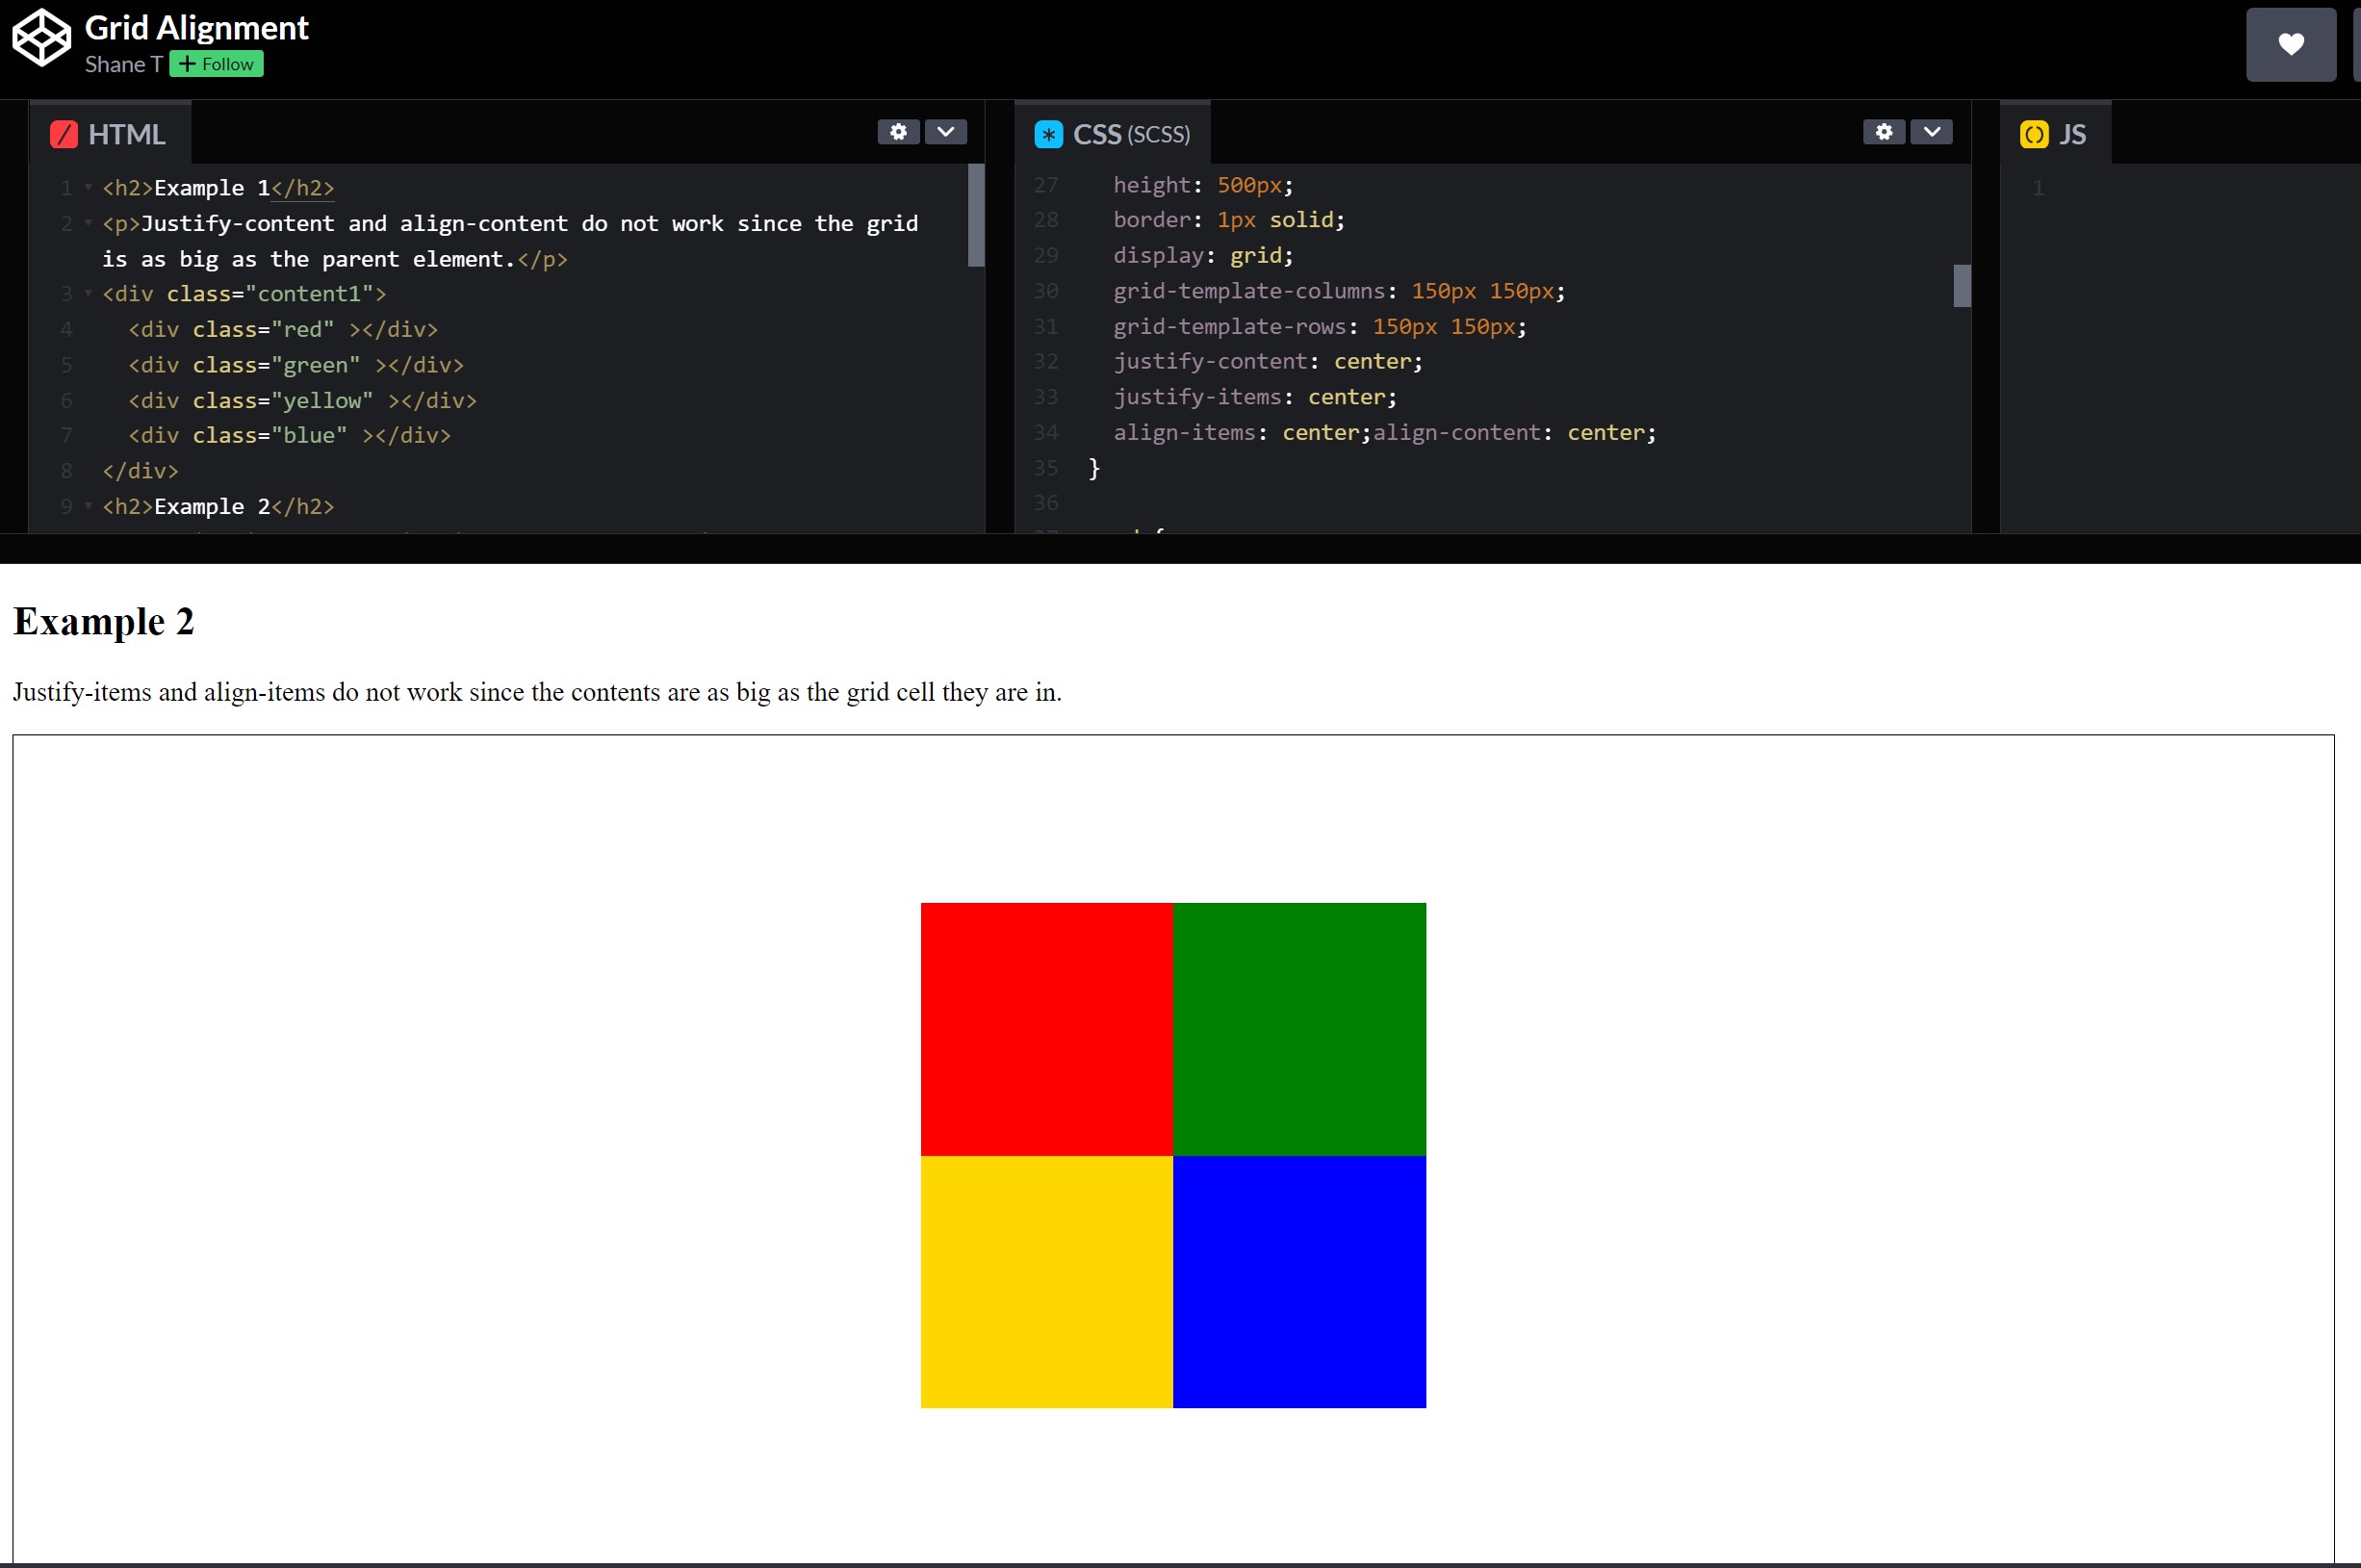 Grid Alignment
Shane T + Follow
HTML
1 <h2>Example 1</h2>
2 <p>Justify-content and align-content do not work since the grid
is as big as the parent element.</p>
3 <div class="content1">
4 <div class="red" ></div>
5 <div class="green" ></div>
6 <div class="yellow" ></div>
7 <div class="blue" ></div>
8 </div>
9 <h2>Example 2</h2>
CSS (SCSS)
27 height: 500px;
28 border: 1px solid;
29 display: grid;
30 grid-template-columns: 150px 150px;
31 grid-template-rows: 150px 150px;
32 justify-content: center;
33 justify-items: center;
34 align-items: center;align-content: center;
35 }
36
JS
1
Example 2
Justify-items and align-items do not work since the contents are as big as the grid cell they are in.